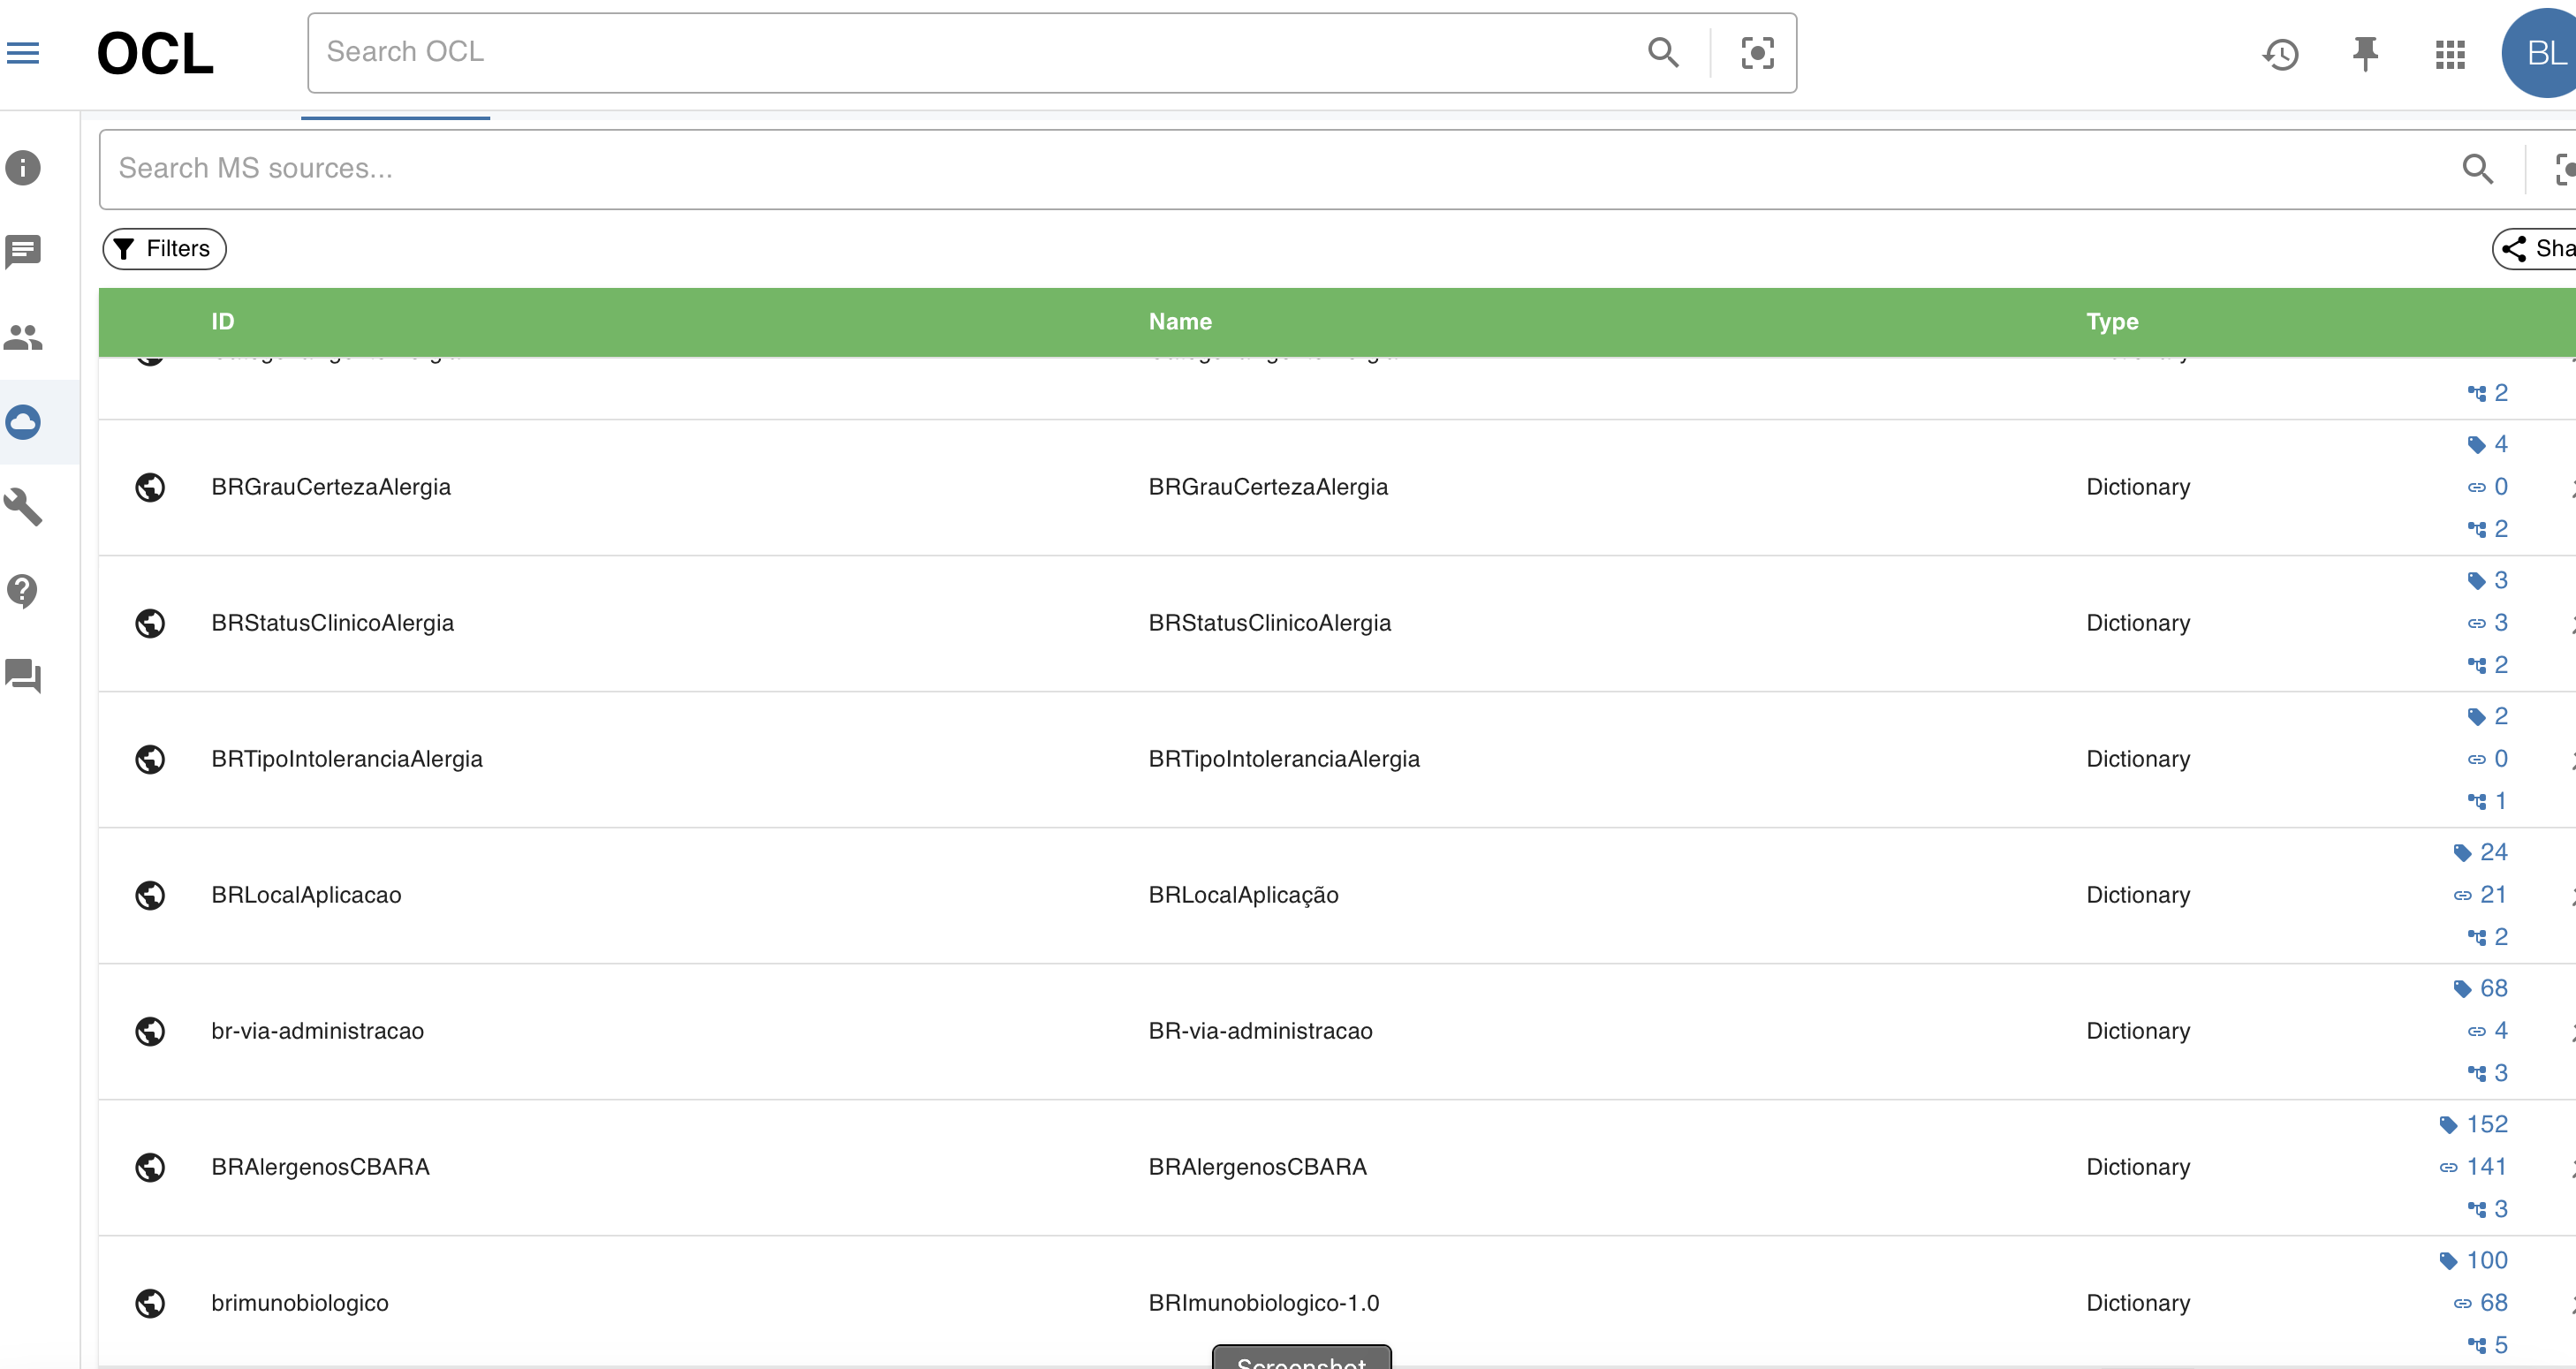 OCL
Search OCL
BL
Search MS sources...
Filters
Sha
ID Name Type
2
4
BRGrauCertezaAlergia BRGrauCertezaAlergia Dictionary 0
2
3
BRStatusClinicoAlergia BRStatusClinicoAlergia Dictionary 3
2
2
BRTipoIntoleranciaAlergia BRTipoIntoleranciaAlergia Dictionary 0
1
24
BRLocalAplicacao BRLocalAplicação Dictionary 21
2
68
br-via-administracao BR-via-administracao Dictionary 4
3
152
BRAlergenosCBARA BRAlergenosCBARA Dictionary 141
3
100
brimunobiologico BRImunobiologico-1.0 Dictionary 68
5
Screenshot